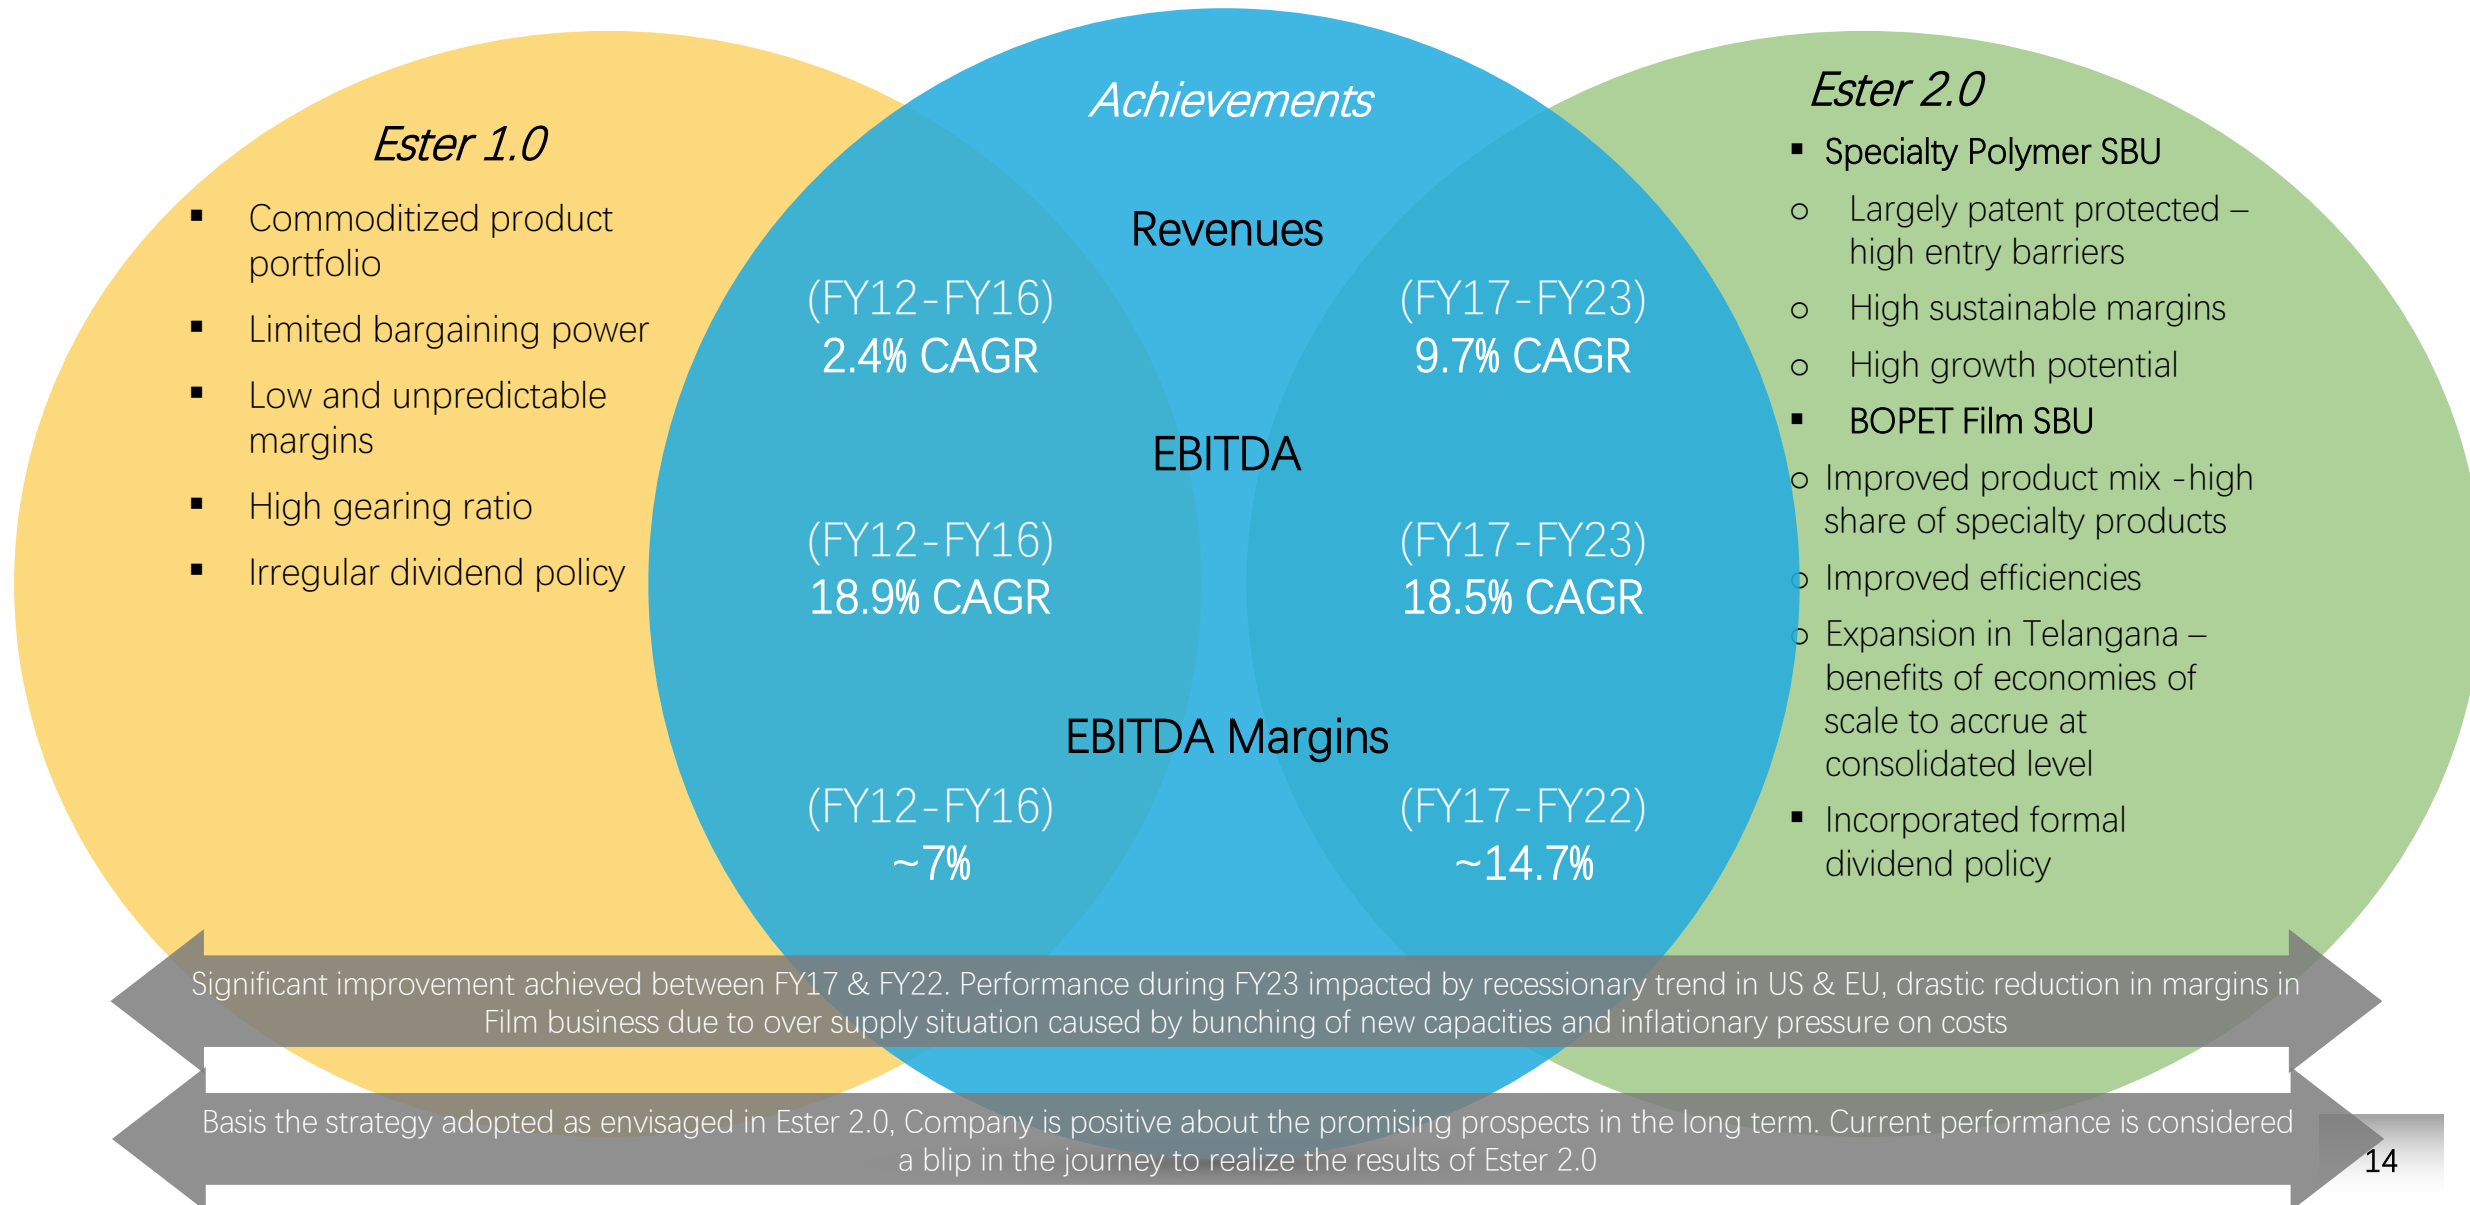 Ester 1.0
▪ Commoditized product
portfolio
▪ Limited bargaining power
▪ Low and unpredictable
margins
▪ High gearing ratio
▪ Irregular dividend policy
Achievements
Revenues
(FY12-FY16)
2.4% CAGR
(FY17-FY23)
9.7% CAGR
EBITDA
(FY12-FY16)
18.9% CAGR
(FY17-FY23)
18.5% CAGR
EBITDA Margins
(FY12-FY16)
~7%
(FY17-FY22)
~14.7%
Ester 2.0
▪ Specialty Polymer SBU
○ Largely patent protected –
high entry barriers
○ High sustainable margins
○ High growth potential
▪ BOPET Film SBU
○ Improved product mix -high
share of specialty products
○ Improved efficiencies
○ Expansion in Telangana –
benefits of economies of
scale to accrue at
consolidated level
▪ Incorporated formal
dividend policy
Significant improvement achieved between FY17 & FY22. Performance during FY23 impacted by recessionary trend in US & EU, drastic reduction in margins in
Film business due to over supply situation caused by bunching of new capacities and inflationary pressure on costs
Basis the strategy adopted as envisaged in Ester 2.0, Company is positive about the promising prospects in the long term. Current performance is considered
a blip in the journey to realize the results of Ester 2.0
14